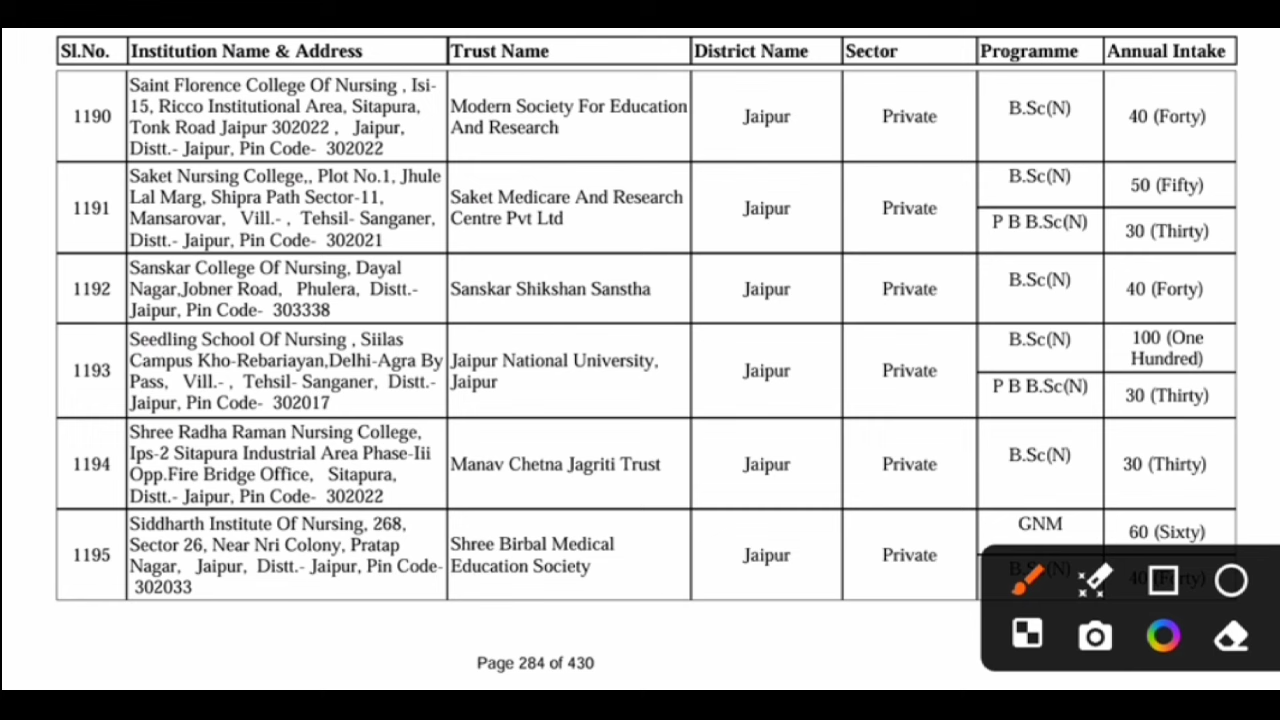 Sl.No. Institution Name & Address Trust Name District Name Sector Programme Annual Intake
1190
Saint Florence College Of Nursing , Isi-
15, Ricco Institutional Area, Sitapura,
Tonk Road Jaipur 302022 , Jaipur,
Distt.- Jaipur, Pin Code- 302022
Modern Society For Education
And Research
Jaipur
Private
B.Sc(N)
40 (Forty)
1191
Saket Nursing College,, Plot No.1, Jhule
Lal Marg, Shipra Path Sector-11,
Mansarovar, Vill.- , Tehsil- Sanganer,
Distt.- Jaipur, Pin Code- 302021
Saket Medicare And Research
Centre Pvt Ltd
Jaipur
Private
B.Sc(N)
50 (Fifty)
P B B.Sc(N)
30 (Thirty)
1192
Sanskar College Of Nursing, Dayal
Nagar,Jobner Road, Phulera, Distt.-
Jaipur, Pin Code- 303338
Sanskar Shikshan Sanstha
Jaipur
Private
B.Sc(N)
40 (Forty)
1193
Seedling School Of Nursing , Siilas
Campus Kho-Rebariayan,Delhi-Agra By
Pass, Vill.- , Tehsil- Sanganer, Distt.-
Jaipur, Pin Code- 302017
Jaipur National University,
Jaipur
Jaipur
Private
B.Sc(N)
100 (One
Hundred)
P B B.Sc(N)
30 (Thirty)
1194
Shree Radha Raman Nursing College,
Ips-2 Sitapura Industrial Area Phase-Iii
Opp.Fire Bridge Office, Sitapura,
Distt.- Jaipur, Pin Code- 302022
Manav Chetna Jagriti Trust
Jaipur
Private
B.Sc(N)
30 (Thirty)
1195
Siddharth Institute Of Nursing, 268,
Sector 26, Near Nri Colony, Pratap
Nagar, Jaipur, Distt.- Jaipur, Pin Code-
302033
Shree Birbal Medical
Education Society
Jaipur
Private
GNM
60 (Sixty)
B.Sc(N)
40 (Forty)
Page 284 of 430